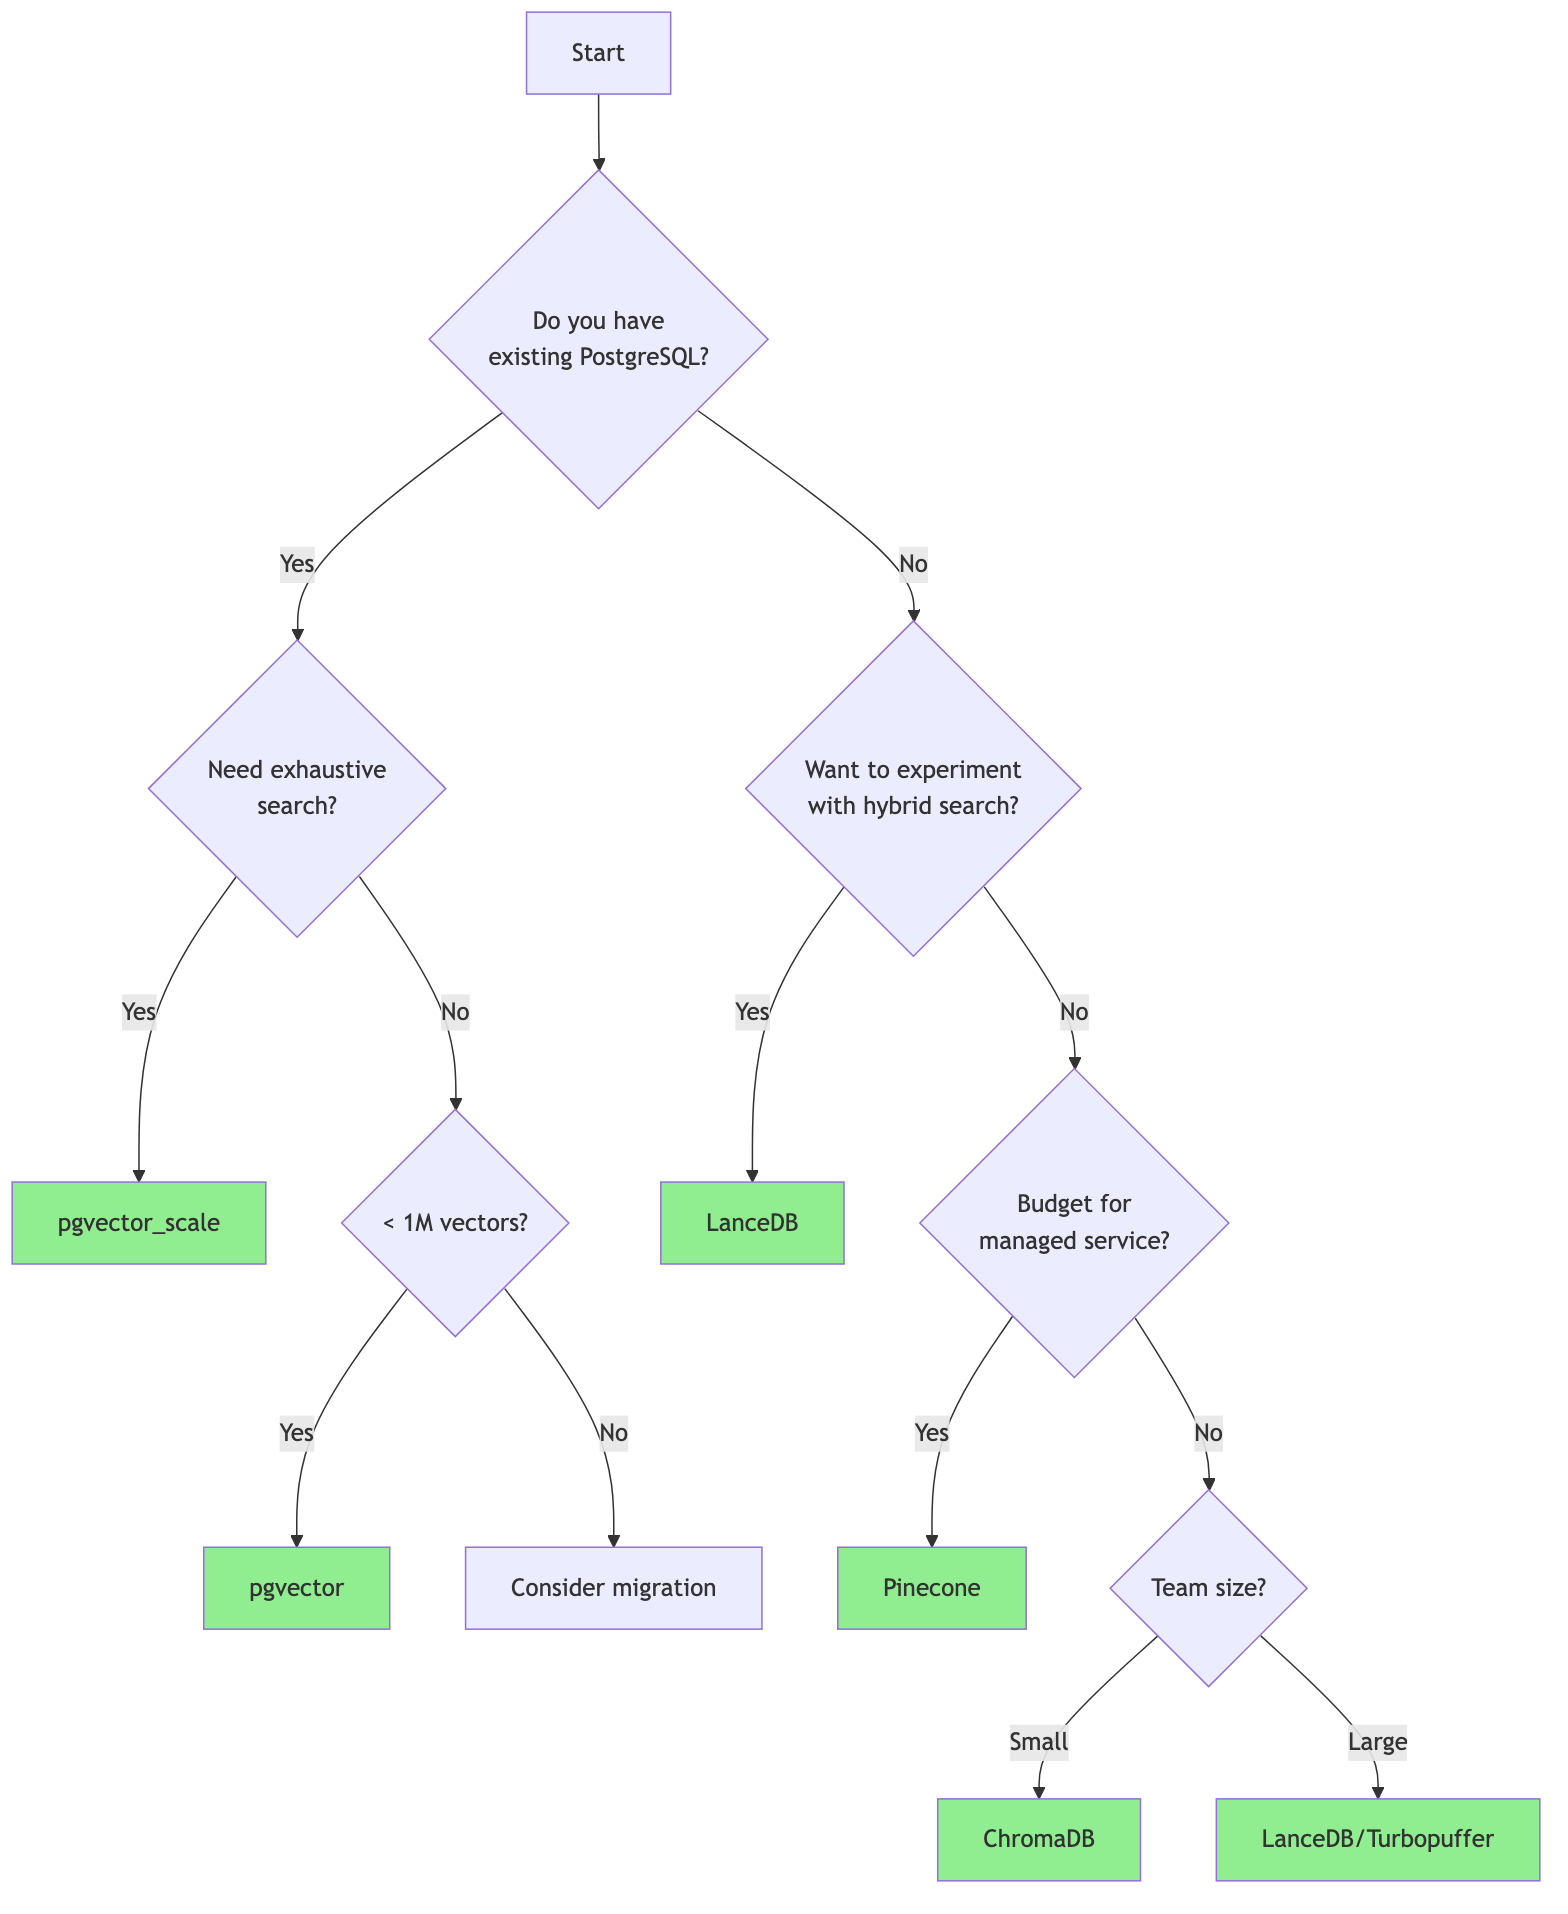 Start
Do you have
existing PostgreSQL?
Yes
No
Need exhaustive
search?
Want to experiment
with hybrid search?
Yes
No
Yes
No
pgvector_scale
< 1M vectors?
LanceDB
Budget for
managed service?
Yes
No
Yes
No
pgvector
Consider migration
Pinecone
Team size?
Small
Large
ChromaDB
LanceDB/Turbopuffer